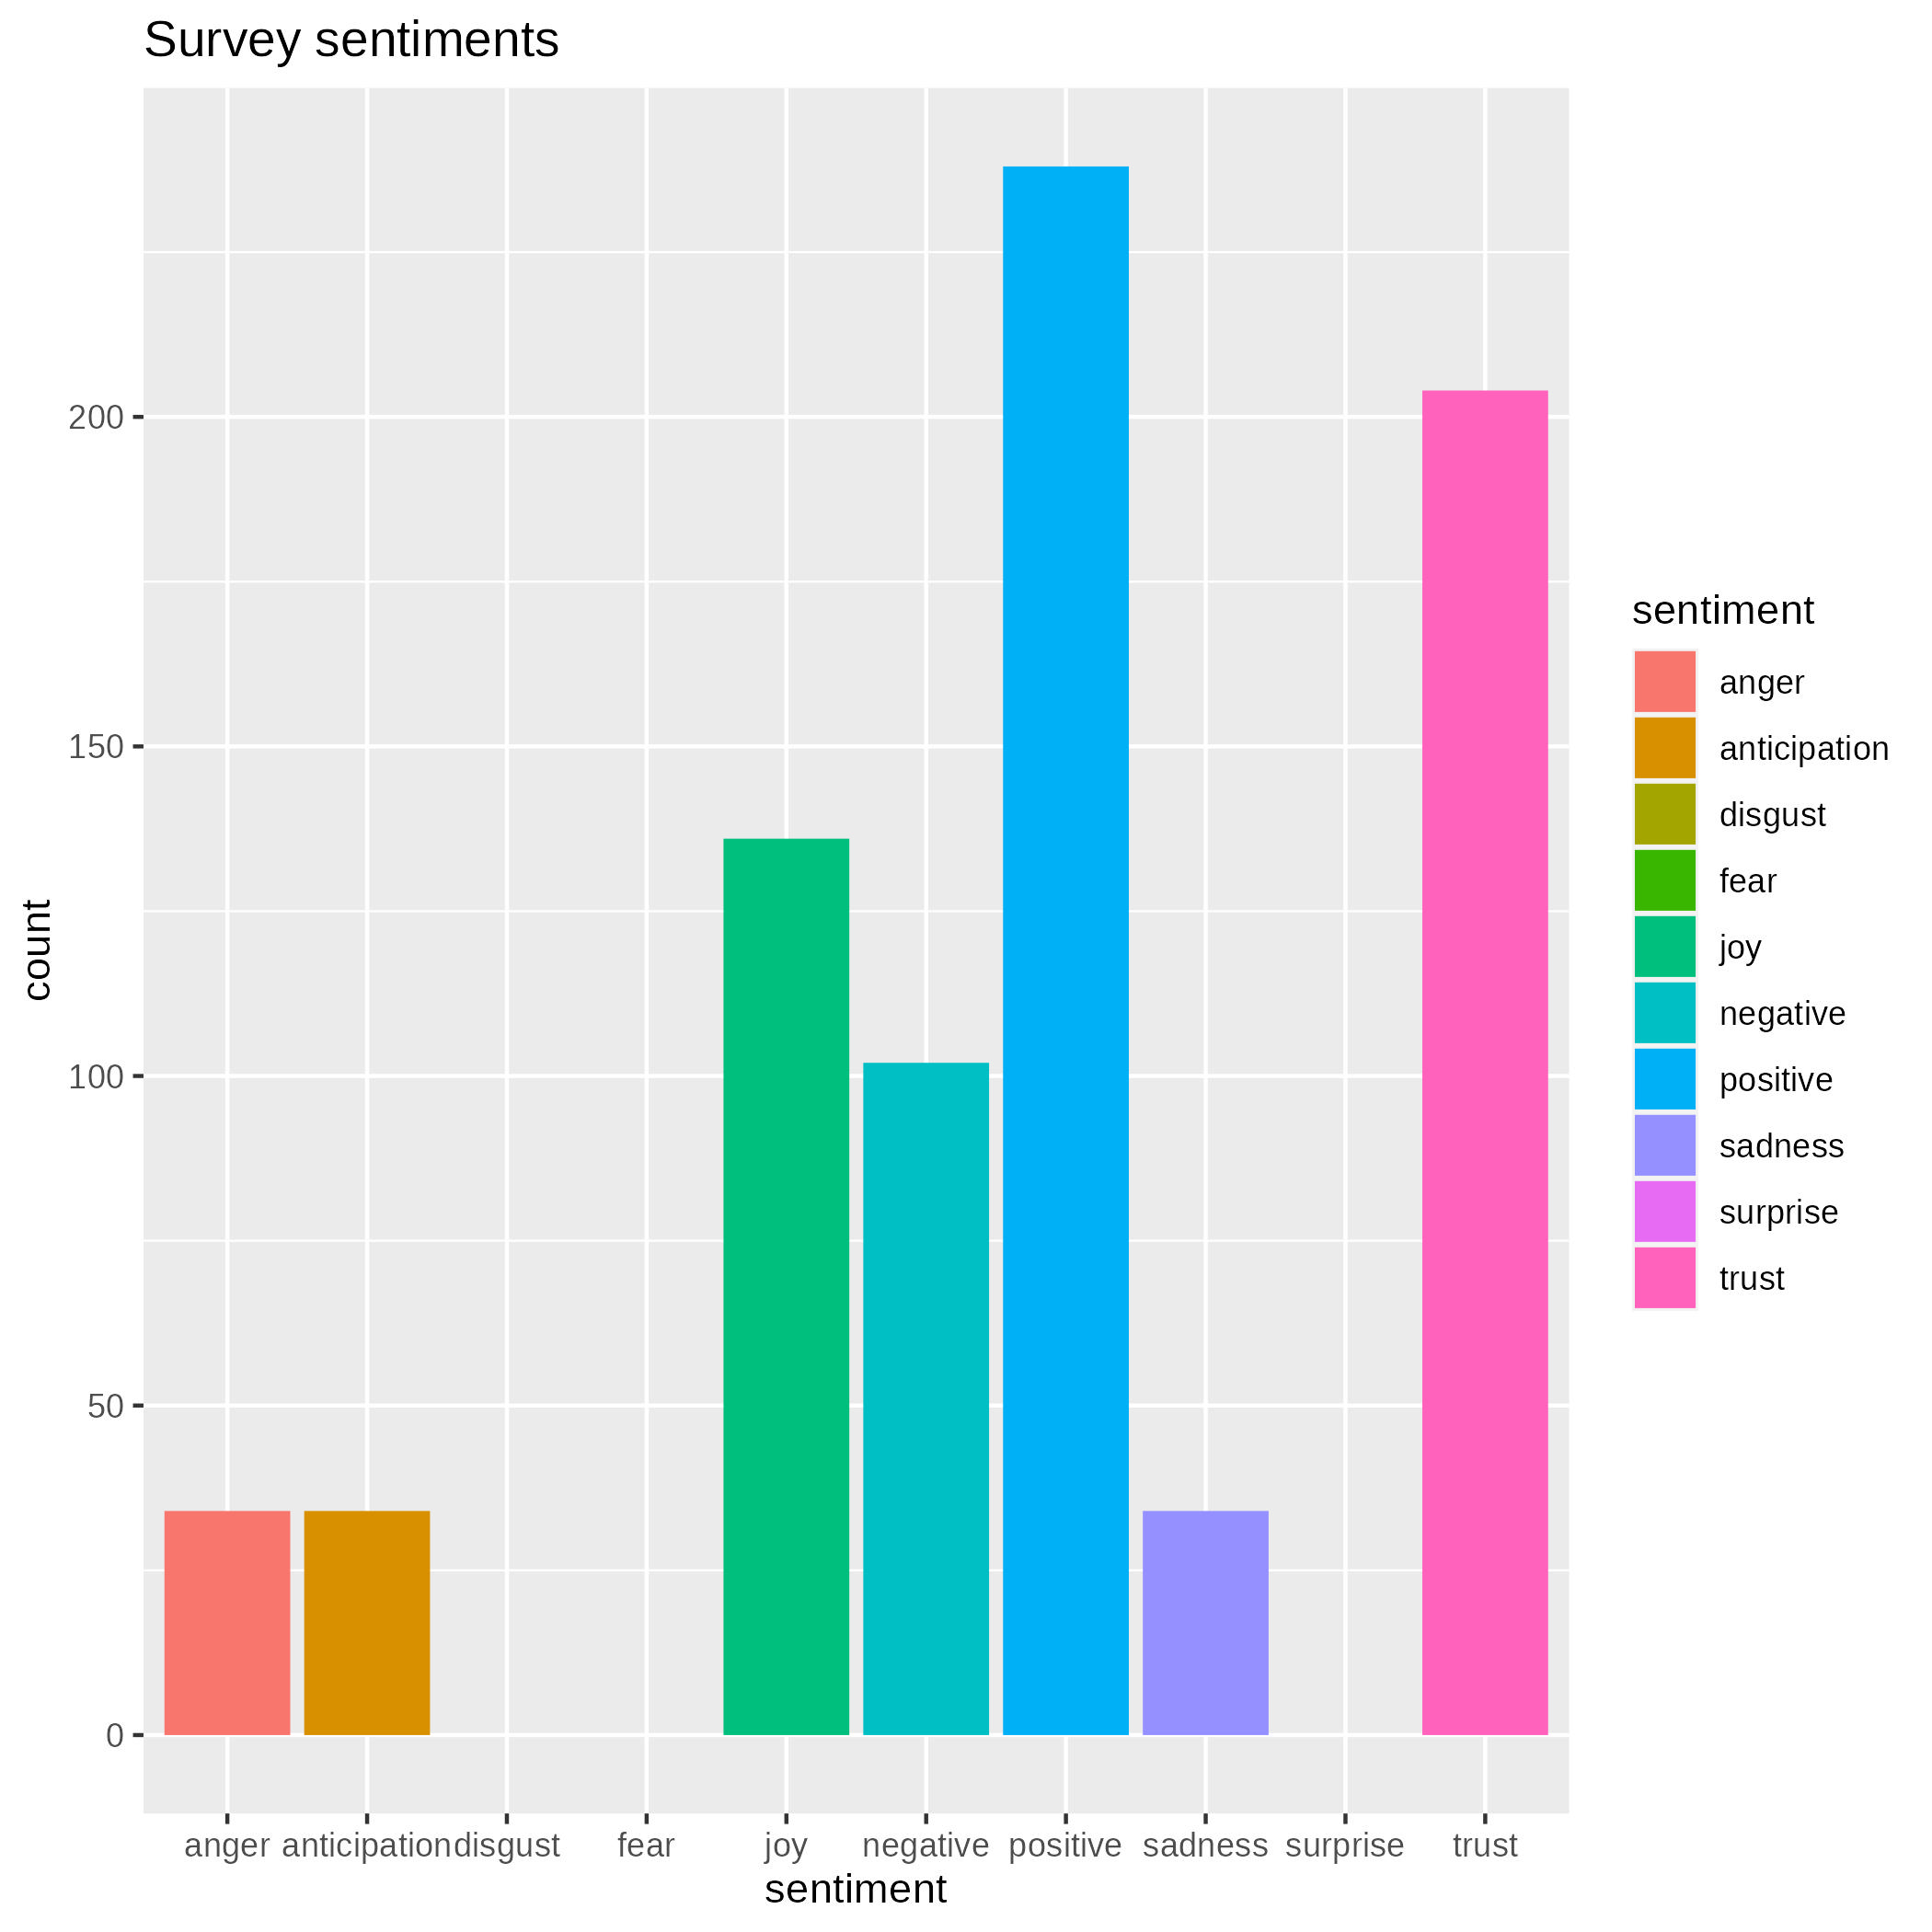 Survey sentiments
count
200
150
100
50
0
anger anticipation disgust fear joy negative positive sadness surprise trust
sentiment
sentiment
anger
anticipation
disgust
fear
joy
negative
positive
sadness
surprise
trust